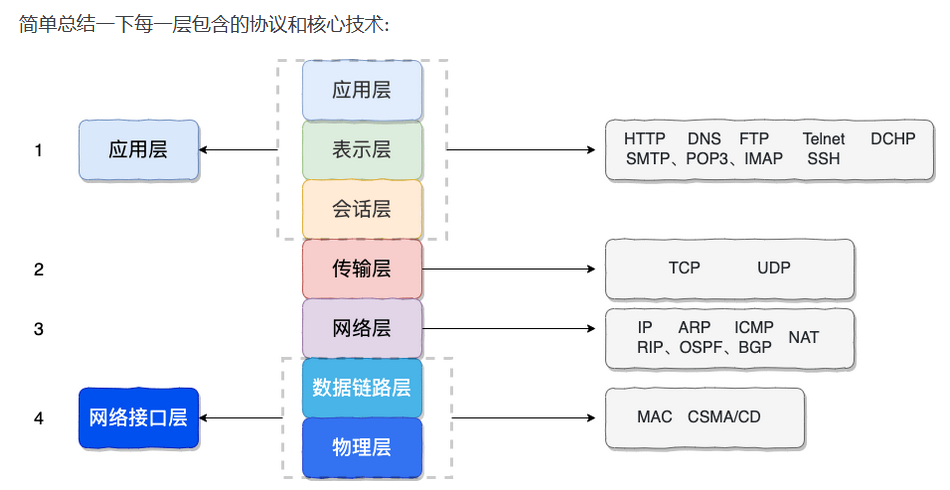 简单总结一下每一层包含的协议和核心技术:
应用层
1 应用层 表示层 HTTP DNS FTP Telnet DCHP
SMTP、POP3、IMAP SSH
会话层
2 传输层 TCP UDP
3 网络层 IP ARP ICMP NAT
RIP、OSPF、BGP
数据链路层
4 网络接口层 MAC CSMA/CD
物理层